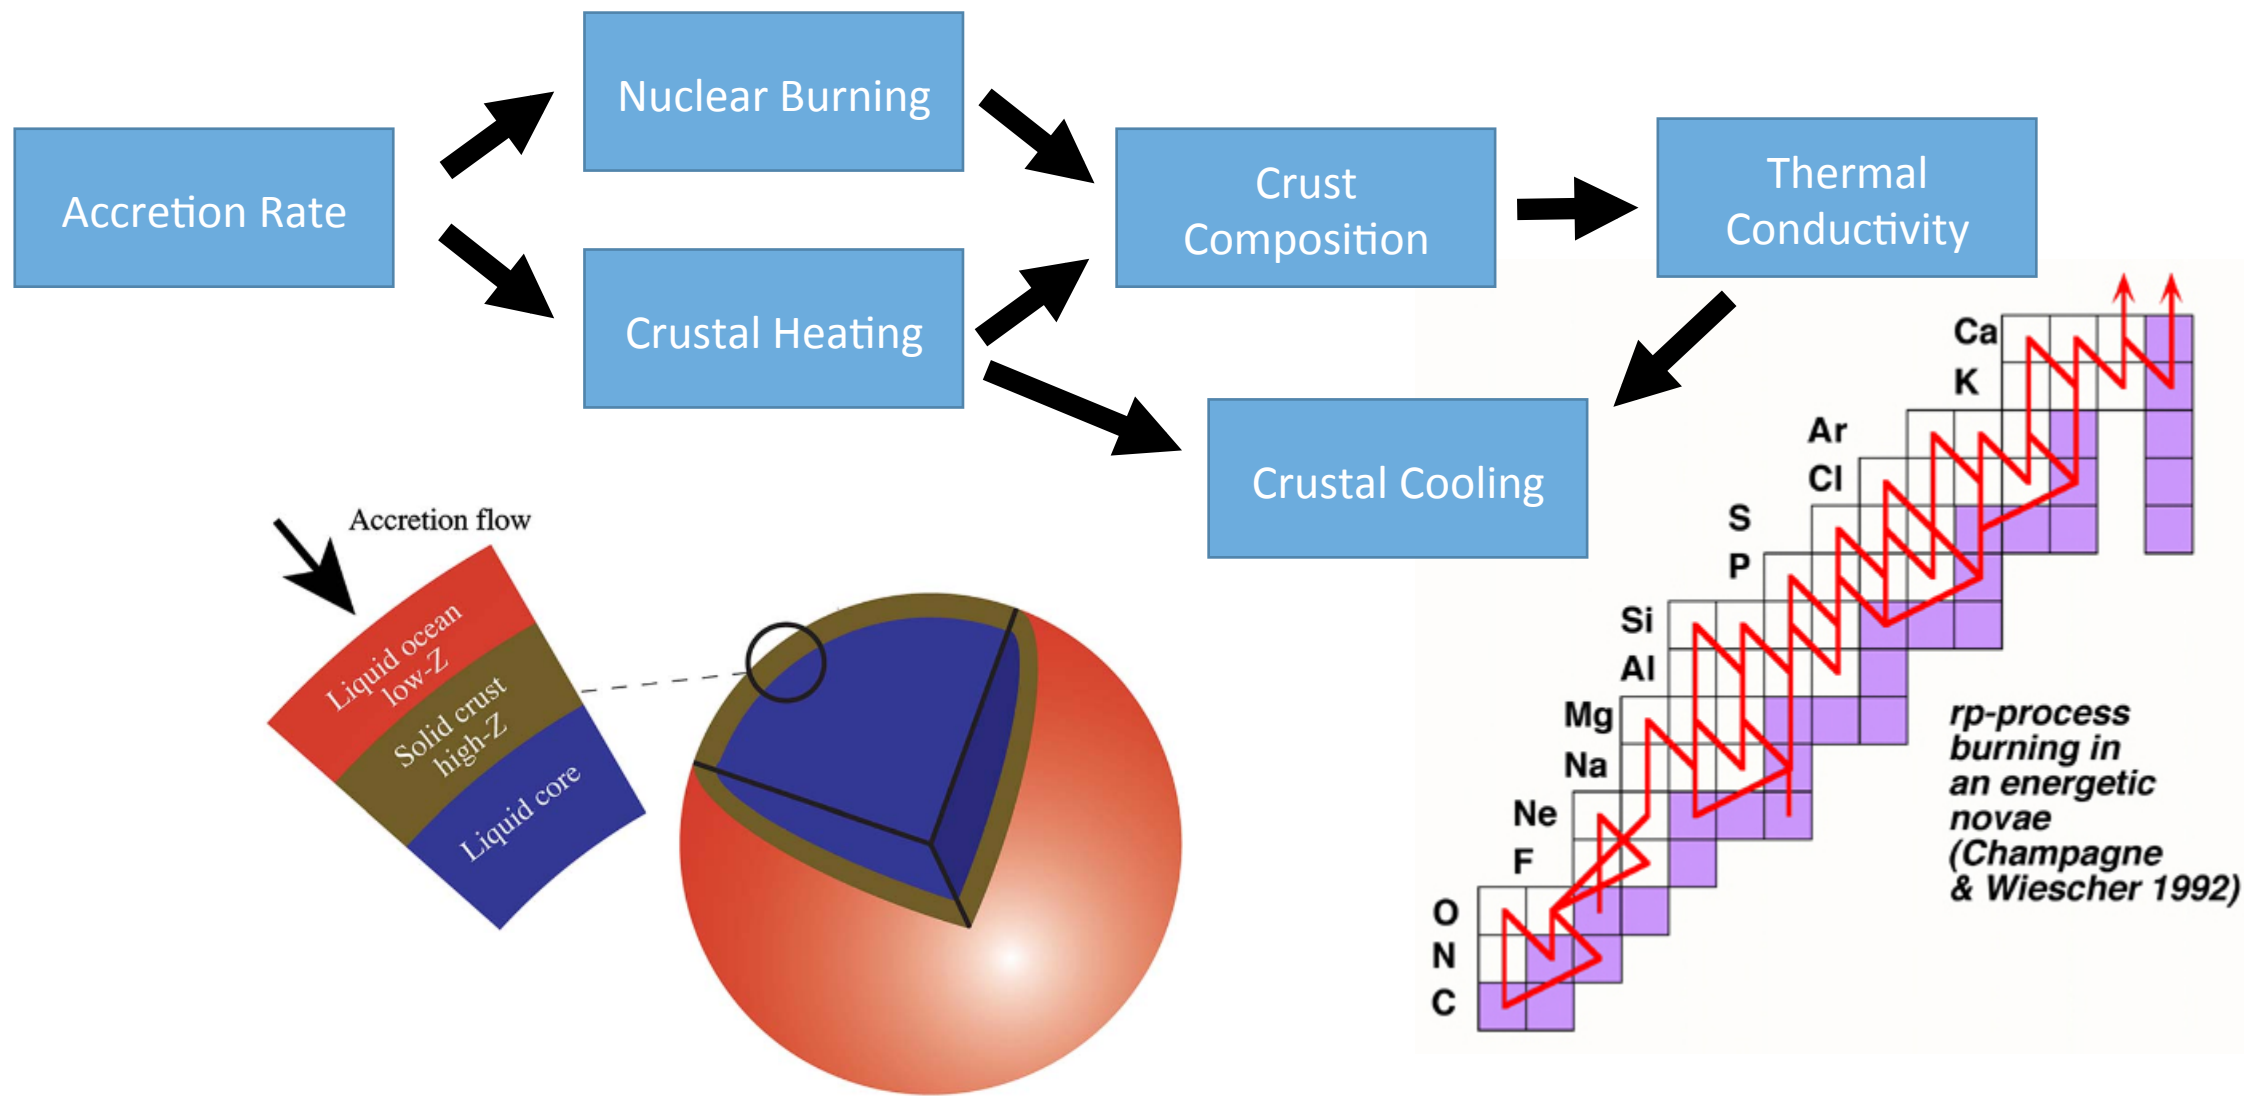 Nuclear Burning
Accretion Rate
Crustal Heating
Crust
Composition
Thermal
Conductivity
Crustal Cooling
Accretion flow
Liquid ocean
low-Z
Solid crust
high-Z
Liquid core
Ca
K
Ar
Cl
S
P
Si
Al
Mg
Na
Ne
F
O
N
C
rp-process
burning in
an energetic
novae
(Champagne
& Wiescher 1992)